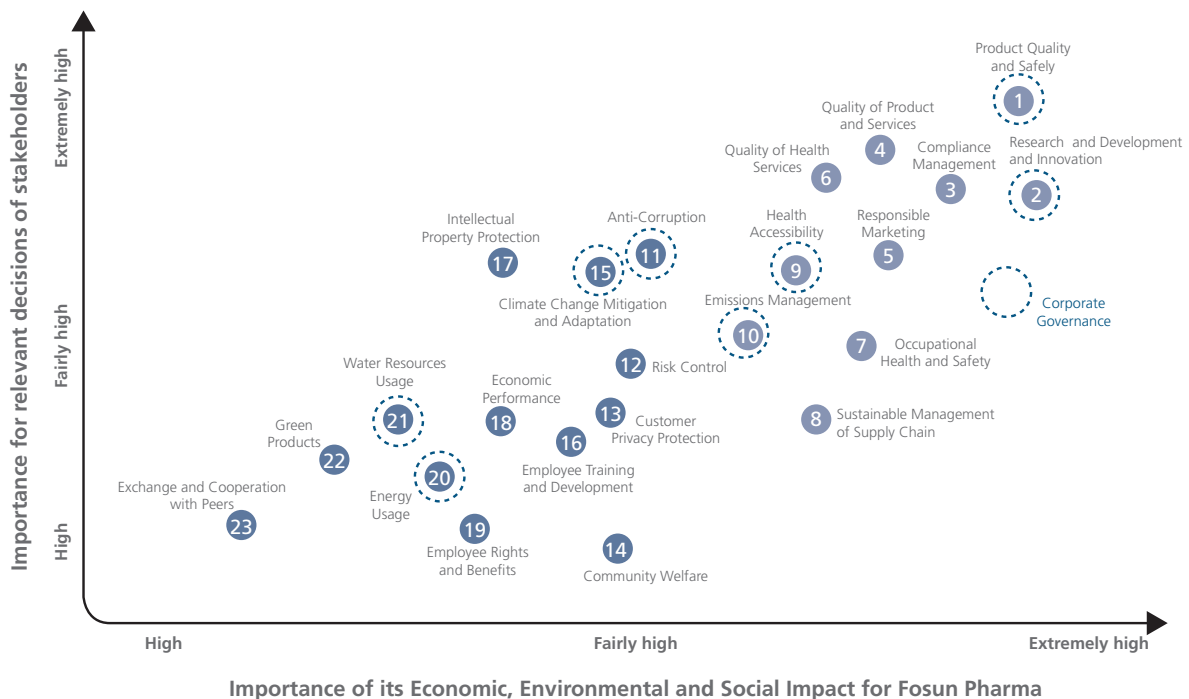 Importance for relevant decisions of stakeholders
Extremely high
Fairly high
High
Product Quality
and Safely
1
Quality of Product
and Services
4
Compliance
Management
3
Research and Development
and Innovation
2
Quality of Health
Services
6
Intellectual
Property Protection
17
Anti-Corruption
11
15
Climate Change Mitigation
and Adaptation
Health
Accessibility
9
Responsible
Marketing
5
Emissions Management
10
Corporate
Governance
7
Occupational
Health and Safety
12
Risk Control
Water Resources
Usage
21
Economic
Performance
18
13
Customer
Privacy Protection
8
Sustainable Management
of Supply Chain
Green
Products
22
16
Employee Training
and Development
20
Energy
Usage
Exchange and Cooperation
with Peers
23
19
Employee Rights
and Benefits
14
Community Welfare
High
Fairly high
Extremely high
Importance of its Economic, Environmental and Social Impact for Fosun Pharma